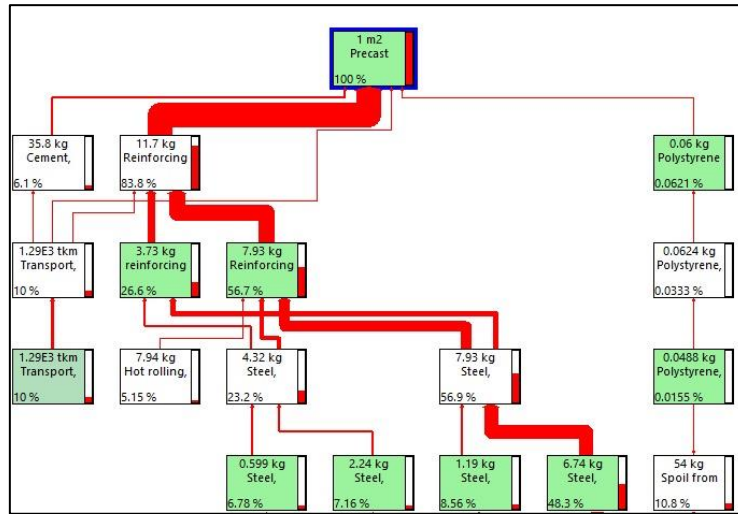 1 m2
Precast
100 %
35.8 kg
Cement,
6.1 %
11.7 kg
Reinforcing
83.8 %
0.06 kg
Polystyrene
0.0621 %
1.29E3 tkm
Transport,
10 %
3.73 kg
reinforcing
26.6 %
7.93 kg
Reinforcing
56.7 %
0.0624 kg
Polystyrene,
0.0333 %
1.29E3 tkm
Transport,
10 %
7.94 kg
Hot rolling,
5.15 %
4.32 kg
Steel,
23.2 %
7.93 kg
Steel,
56.9 %
0.0488 kg
Polystyrene,
0.0155 %
0.599 kg
Steel,
6.78 %
2.24 kg
Steel,
7.16 %
1.19 kg
Steel,
8.56 %
6.74 kg
Steel,
48.3 %
54 kg
Spoil from
10.8 %